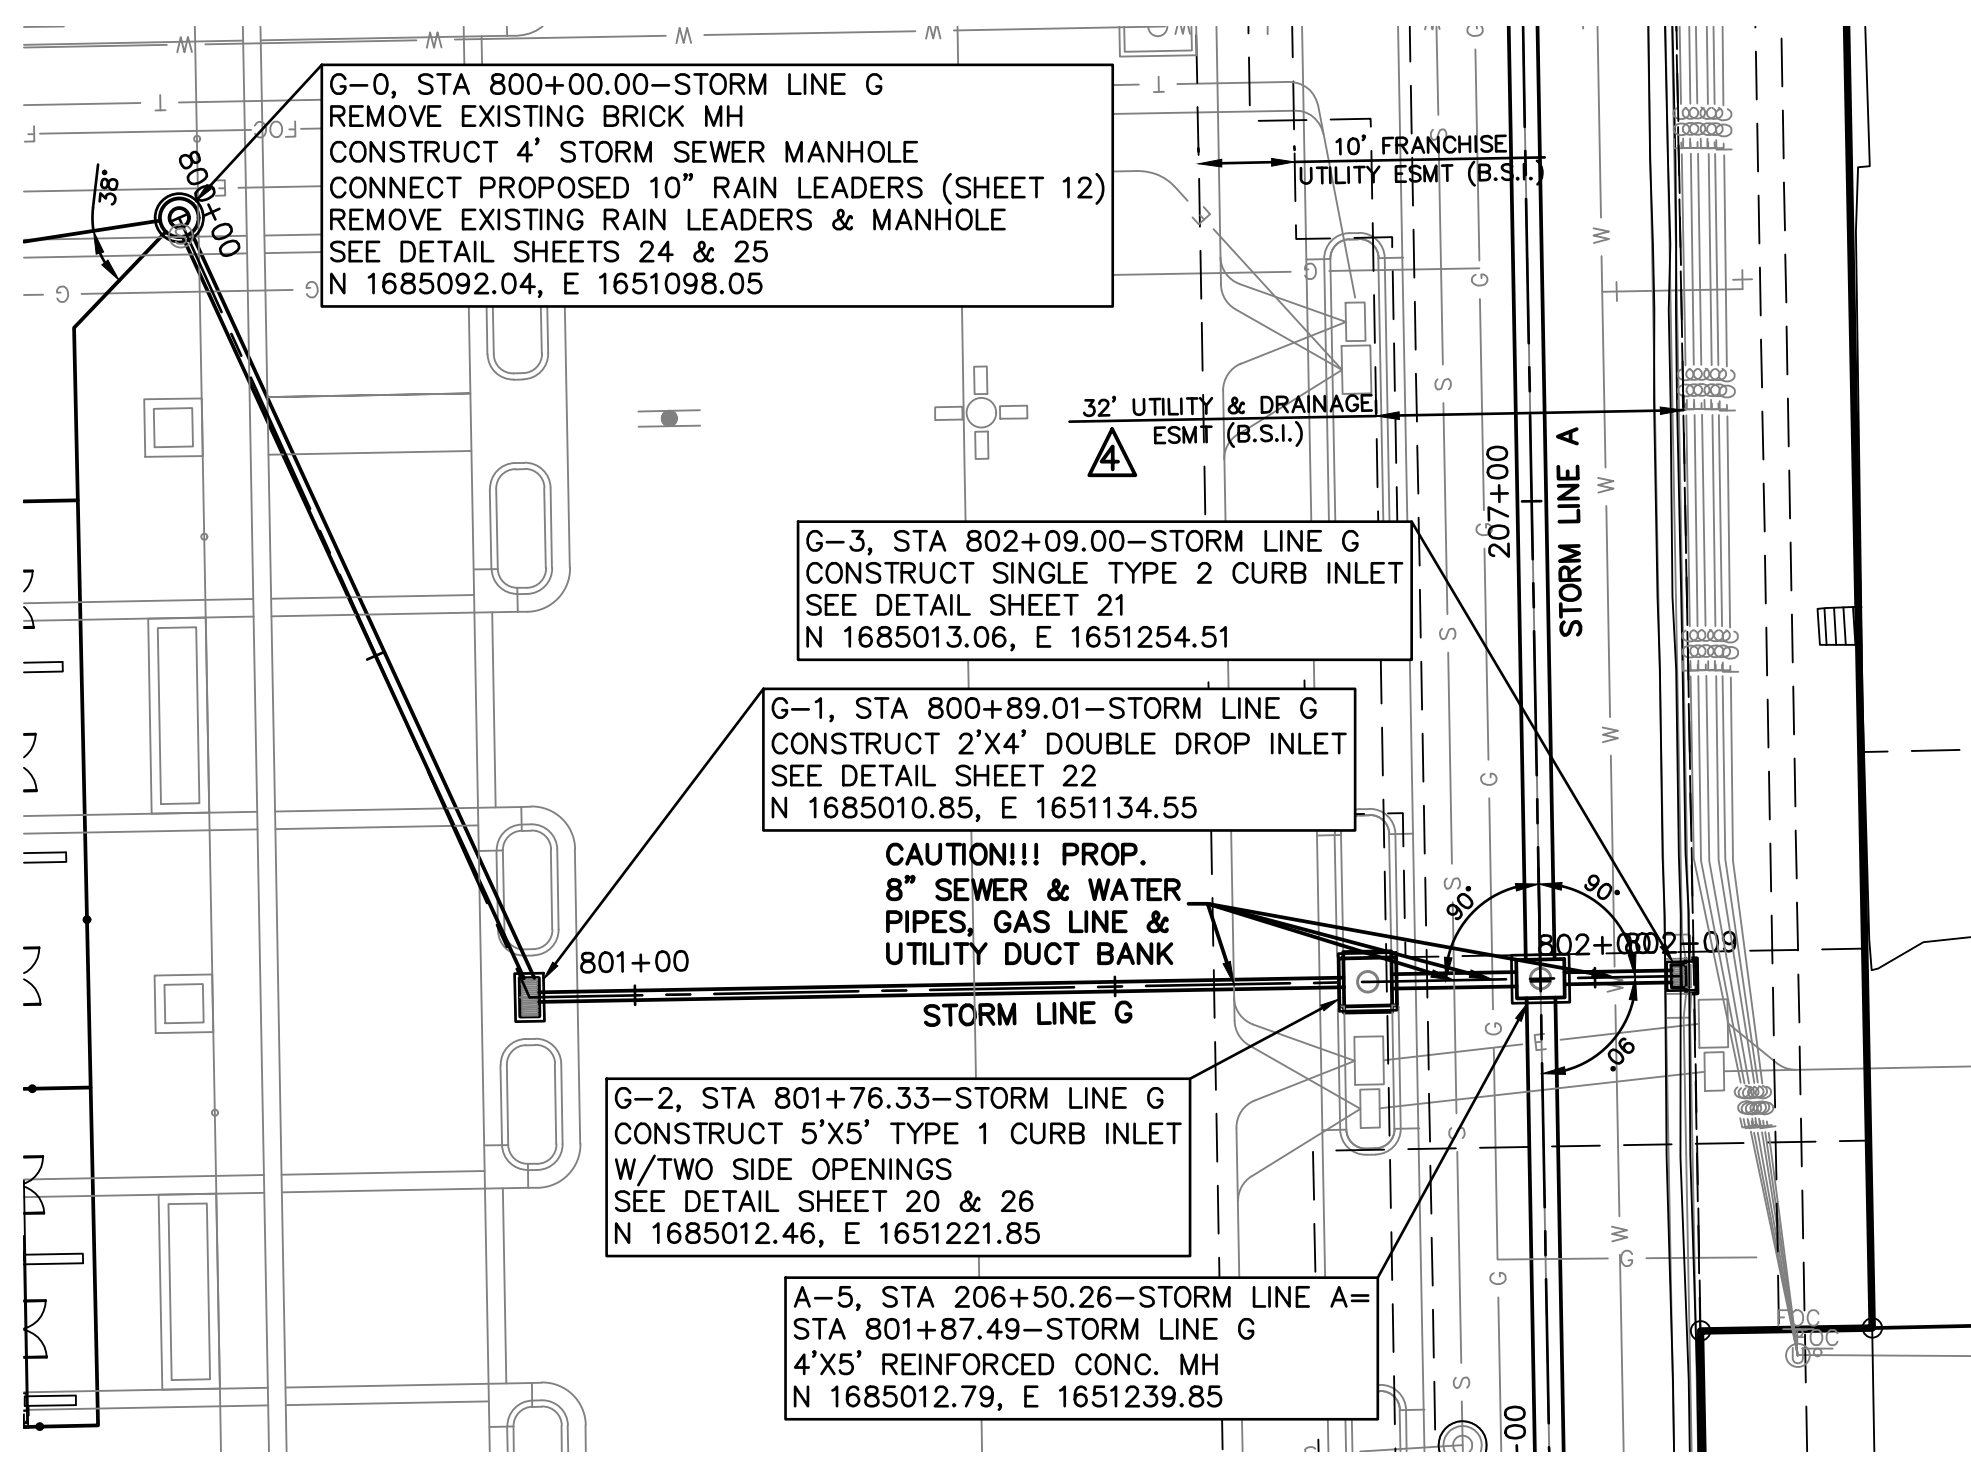 G-0, STA 800+00.00-STORM LINE G
REMOVE EXISTING BRICK MH
CONSTRUCT 4' STORM SEWER MANHOLE
CONNECT PROPOSED 10" RAIN LEADERS (SHEET 12)
REMOVE EXISTING RAIN LEADERS & MANHOLE
SEE DETAIL SHEETS 24 & 25
N 1685092.04, E 1651098.05
38°
800+00
10' FRANCHISE
UTILITY ESMT (B.S.I.)
32' UTILITY & DRAINAGE
ESMT (B.S.I.)
4
207+00
STORM LINE A
G-3, STA 802+09.00-STORM LINE G
CONSTRUCT SINGLE TYPE 2 CURB INLET
SEE DETAIL SHEET 21
N 1685013.06, E 1651254.51
G-1, STA 800+89.01-STORM LINE G
CONSTRUCT 2'X4' DOUBLE DROP INLET
SEE DETAIL SHEET 22
N 1685010.85, E 1651134.55
CAUTION!!! PROP.
8" SEWER & WATER
PIPES, GAS LINE &
UTILITY DUCT BANK
90°
90°
801+00
802+00
802+09
STORM LINE G
90°
G-2, STA 801+76.33-STORM LINE G
CONSTRUCT 5'X5' TYPE 1 CURB INLET
W/TWO SIDE OPENINGS
SEE DETAIL SHEET 20 & 26
N 1685012.46, E 1651221.85
A-5, STA 206+50.26-STORM LINE A=
STA 801+87.49-STORM LINE G
4'X5' REINFORCED CONC. MH
N 1685012.79, E 1651239.85
FOC
FOC
-00
W W W W
T T
FOC
E
G G G
S S S S S S
G G G G G
W W W W W
E
G